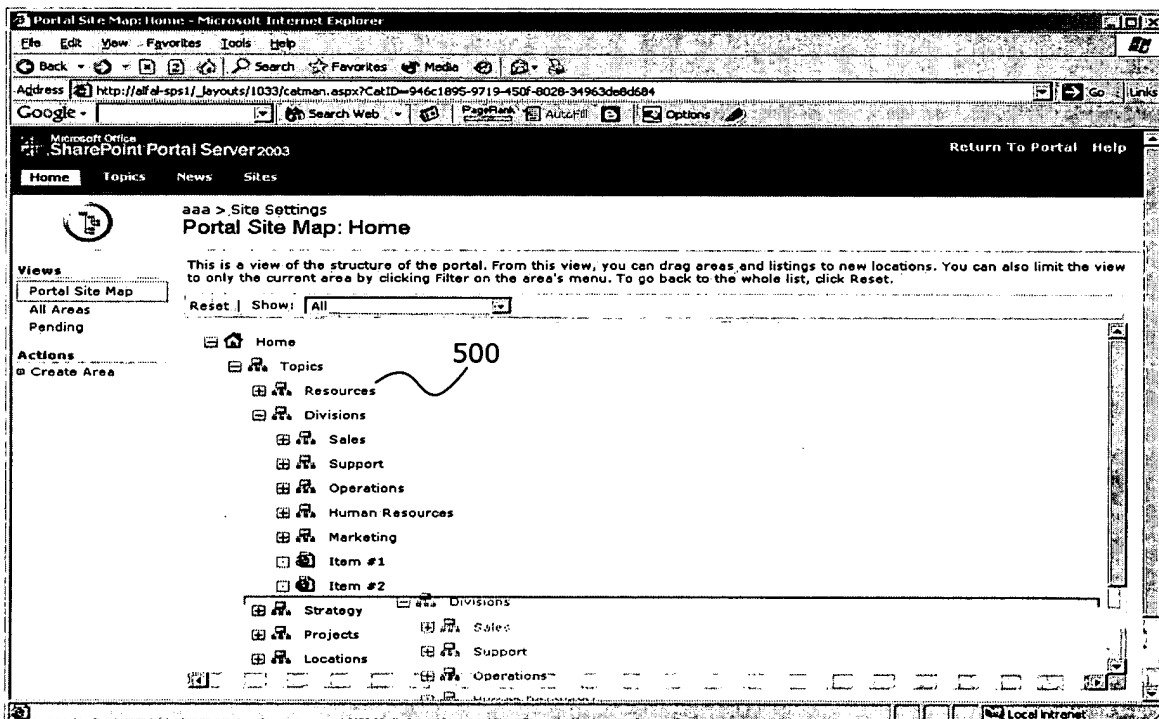 Portal Site Map: Home - Microsoft Internet Explorer
File Edit View Favorites Tools Help
Back Search Favorites Media
Address http://alfal-sps1/_layouts/1033/catman.aspx?CatID=946c1895-9719-450f-8028-34963de8d684 Go Links
Google Search Web PageRank AutoFill Options
Microsoft Office
SharePoint Portal Server 2003 Return To Portal Help
Home Topics News Sites
aaa > Site Settings
Portal Site Map: Home
This is a view of the structure of the portal. From this view, you can drag areas and listings to new locations. You can also limit the view
to only the current area by clicking Filter on the area's menu. To go back to the whole list, click Reset.
Views
Portal Site Map
All Areas
Pending
Actions
Create Area
Reset | Show: All
Home
500
Topics
Resources
Divisions
Sales
Support
Operations
Human Resources
Marketing
Item #1
Item #2
Strategy
Projects
Locations
Divisions
Sales
Support
Operations
Human Resources
Local intranet